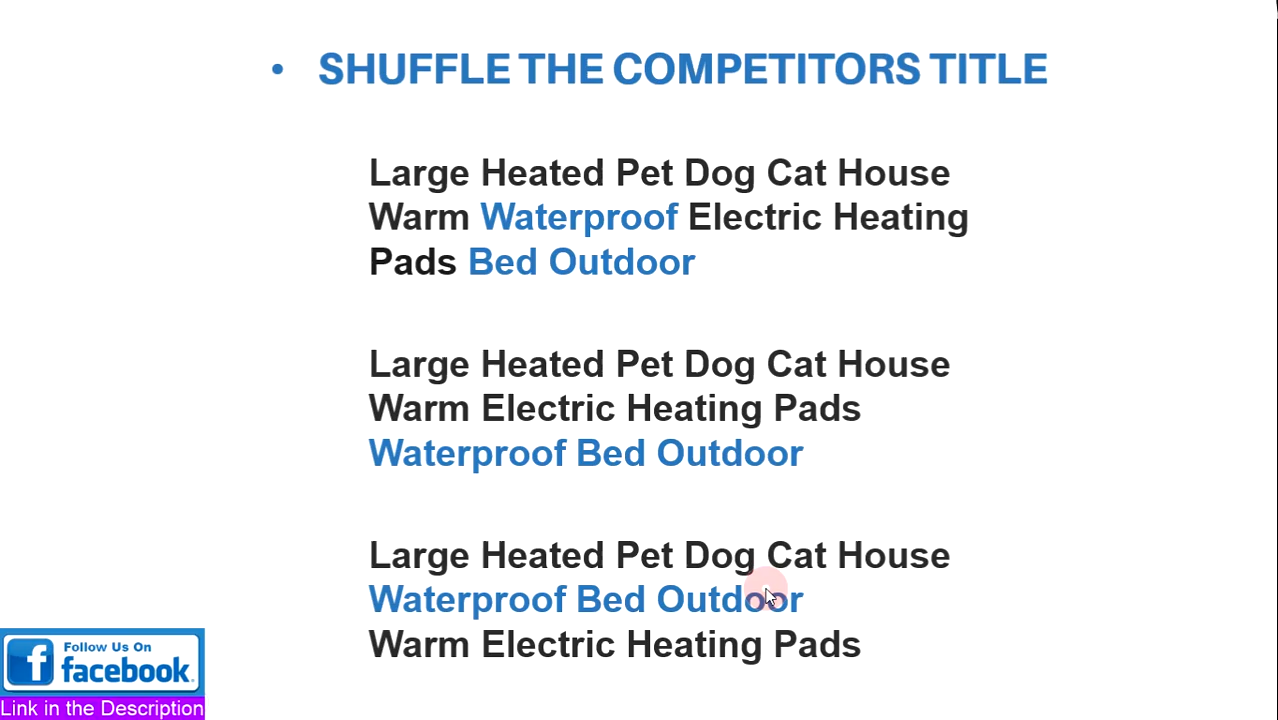 • SHUFFLE THE COMPETITORS TITLE
Large Heated Pet Dog Cat House
Warm Waterproof Electric Heating
Pads Bed Outdoor
Large Heated Pet Dog Cat House
Warm Electric Heating Pads
Waterproof Bed Outdoor
Large Heated Pet Dog Cat House
Waterproof Bed Outdoor
Warm Electric Heating Pads
Follow Us On
facebook.
Link in the Description